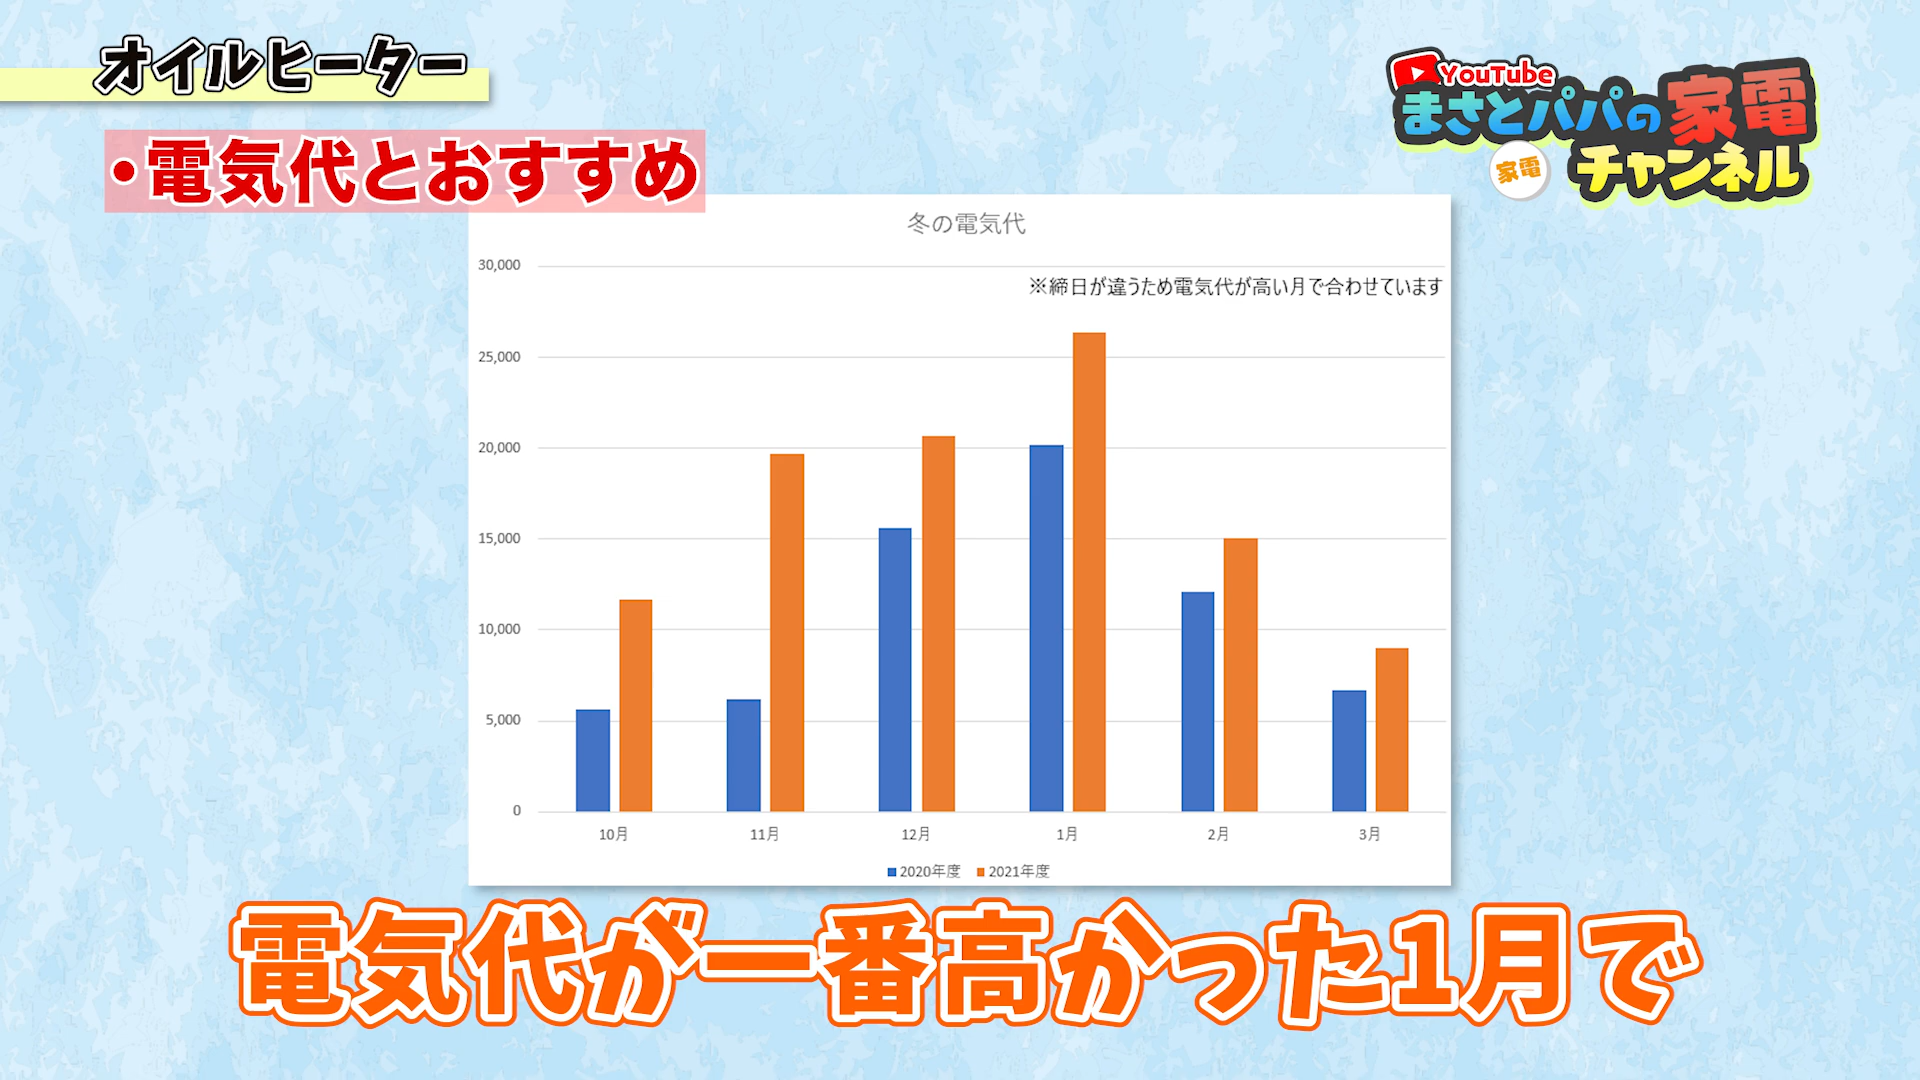 オイルヒーター
YouTube
まさとパパの家電
家電
チャンネル
・電気代とおすすめ
冬の電気代
※締日が違うため電気代が高い月で合わせています
30,000
25,000
20,000
15,000
10,000
5,000
0
10月 11月 12月 1月 2月 3月
2020年度 2021年度
電気代が一番高かった1月で